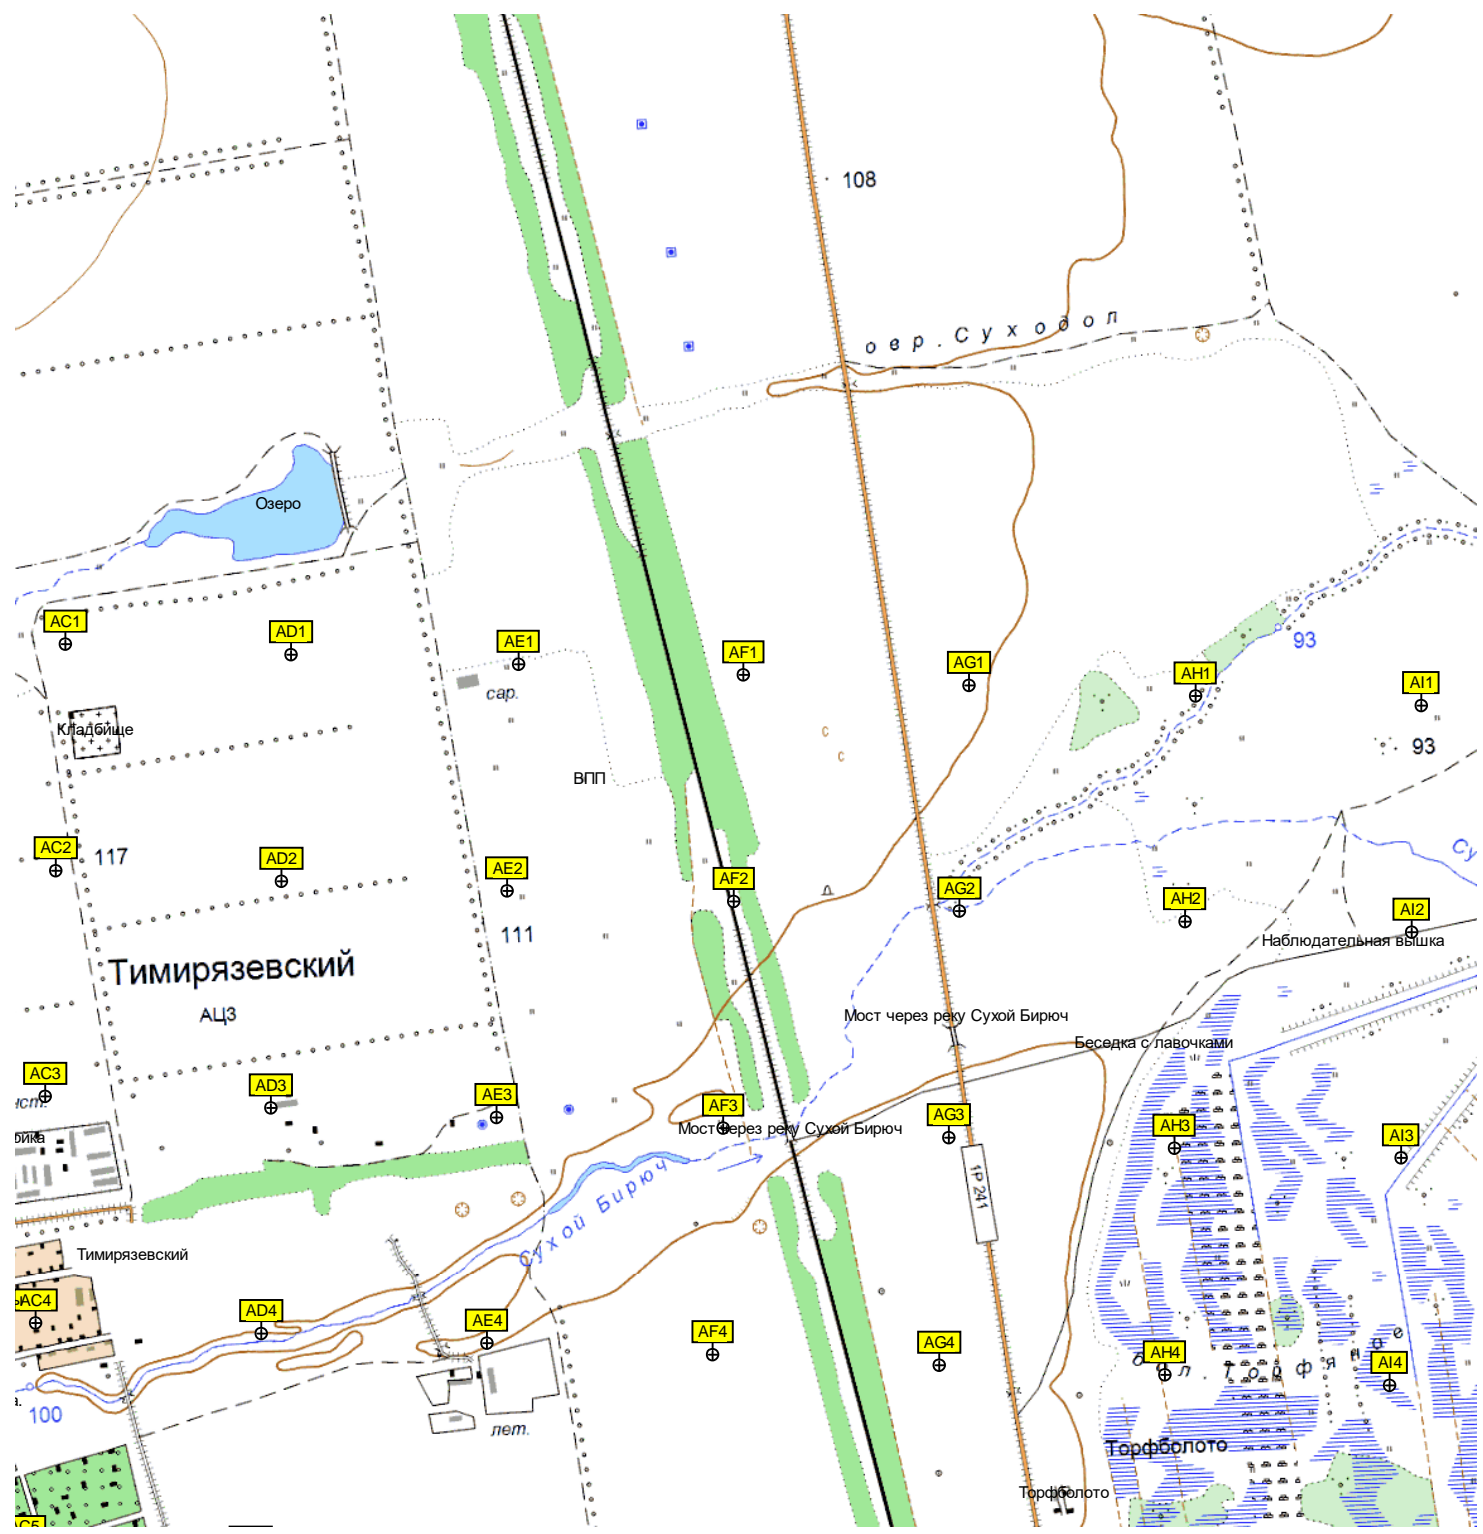 108
овр. Суходол
Озеро
AC1
AD1
AE1
AF1
AG1
AH1
AI1
93
сар.
Кладбище
93
ВПП
AC2
117
AD2
AE2
AF2
AG2
AH2
AI2
111
Наблюдательная вышка
Тимирязевский
АЦЗ
Мост через реку Сухой Бирюч
Беседка с лавочками
AC3
AD3
AE3
AF3
AG3
AH3
AI3
Мост через реку Сухой Бирюч
1Р 241
Сухой Бирюч
Тимирязевский
AC4
AD4
AE4
AF4
AG4
AH4
AI4
бол. Торфяное
100
лет.
Торфболото
Торфболото
AC5